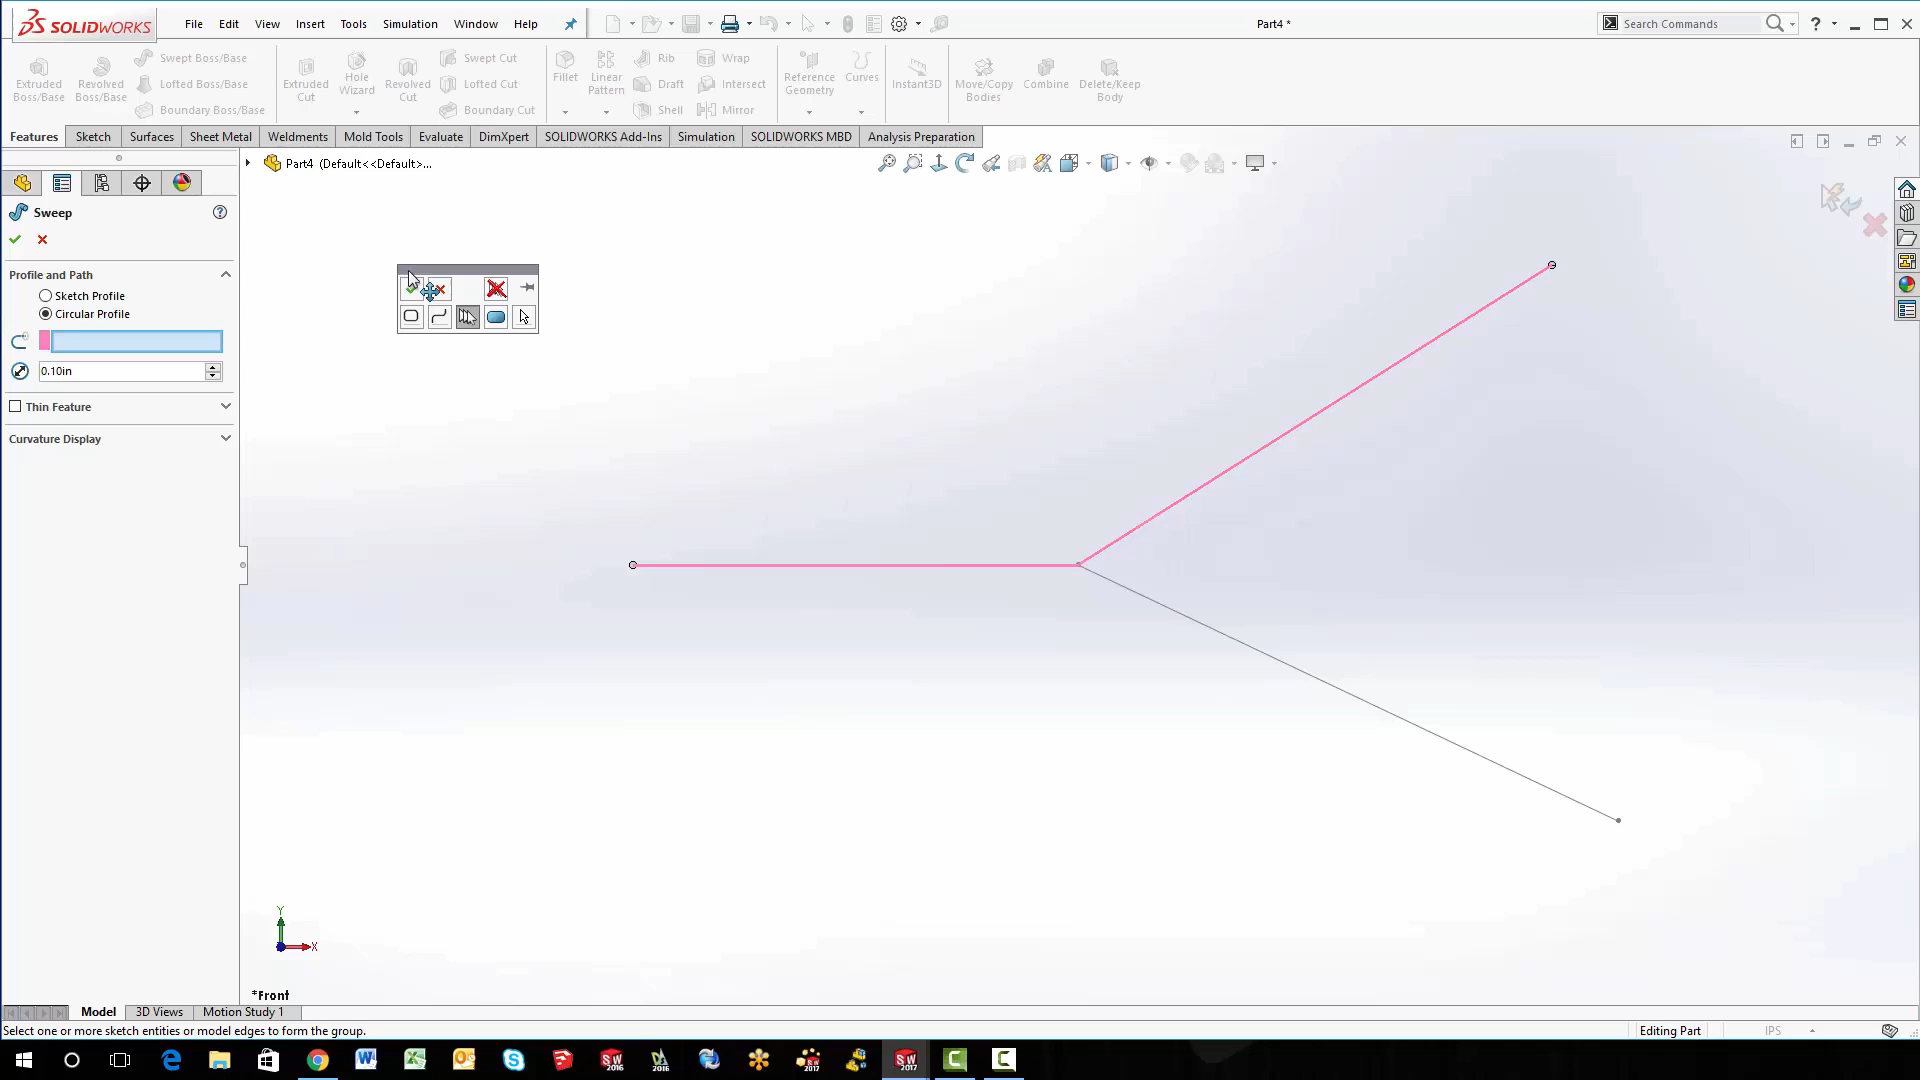 SOLIDWORKS File Edit View Insert Tools Simulation Window Help Part4 * Search Commands ?
Extruded Boss/Base
Revolved Boss/Base
Swept Boss/Base
Lofted Boss/Base
Boundary Boss/Base
Extruded Cut
Hole Wizard
Revolved Cut
Swept Cut
Lofted Cut
Boundary Cut
Fillet
Linear Pattern
Rib
Draft
Shell
Wrap
Intersect
Mirror
Reference Geometry
Curves
Instant3D
Move/Copy Bodies
Combine
Delete/Keep Body
Features Sketch Surfaces Sheet Metal Weldments Mold Tools Evaluate DimXpert SOLIDWORKS Add-Ins Simulation SOLIDWORKS MBD Analysis Preparation
Part4 (Default<<Default>...
Sweep ?
Profile and Path
Sketch Profile
Circular Profile
0.10in
Thin Feature
Curvature Display
Y
X
*Front
Model 3D Views Motion Study 1
Select one or more sketch entities or model edges to form the group. Editing Part IPS
SW 2016 2016 2017 SW 2017